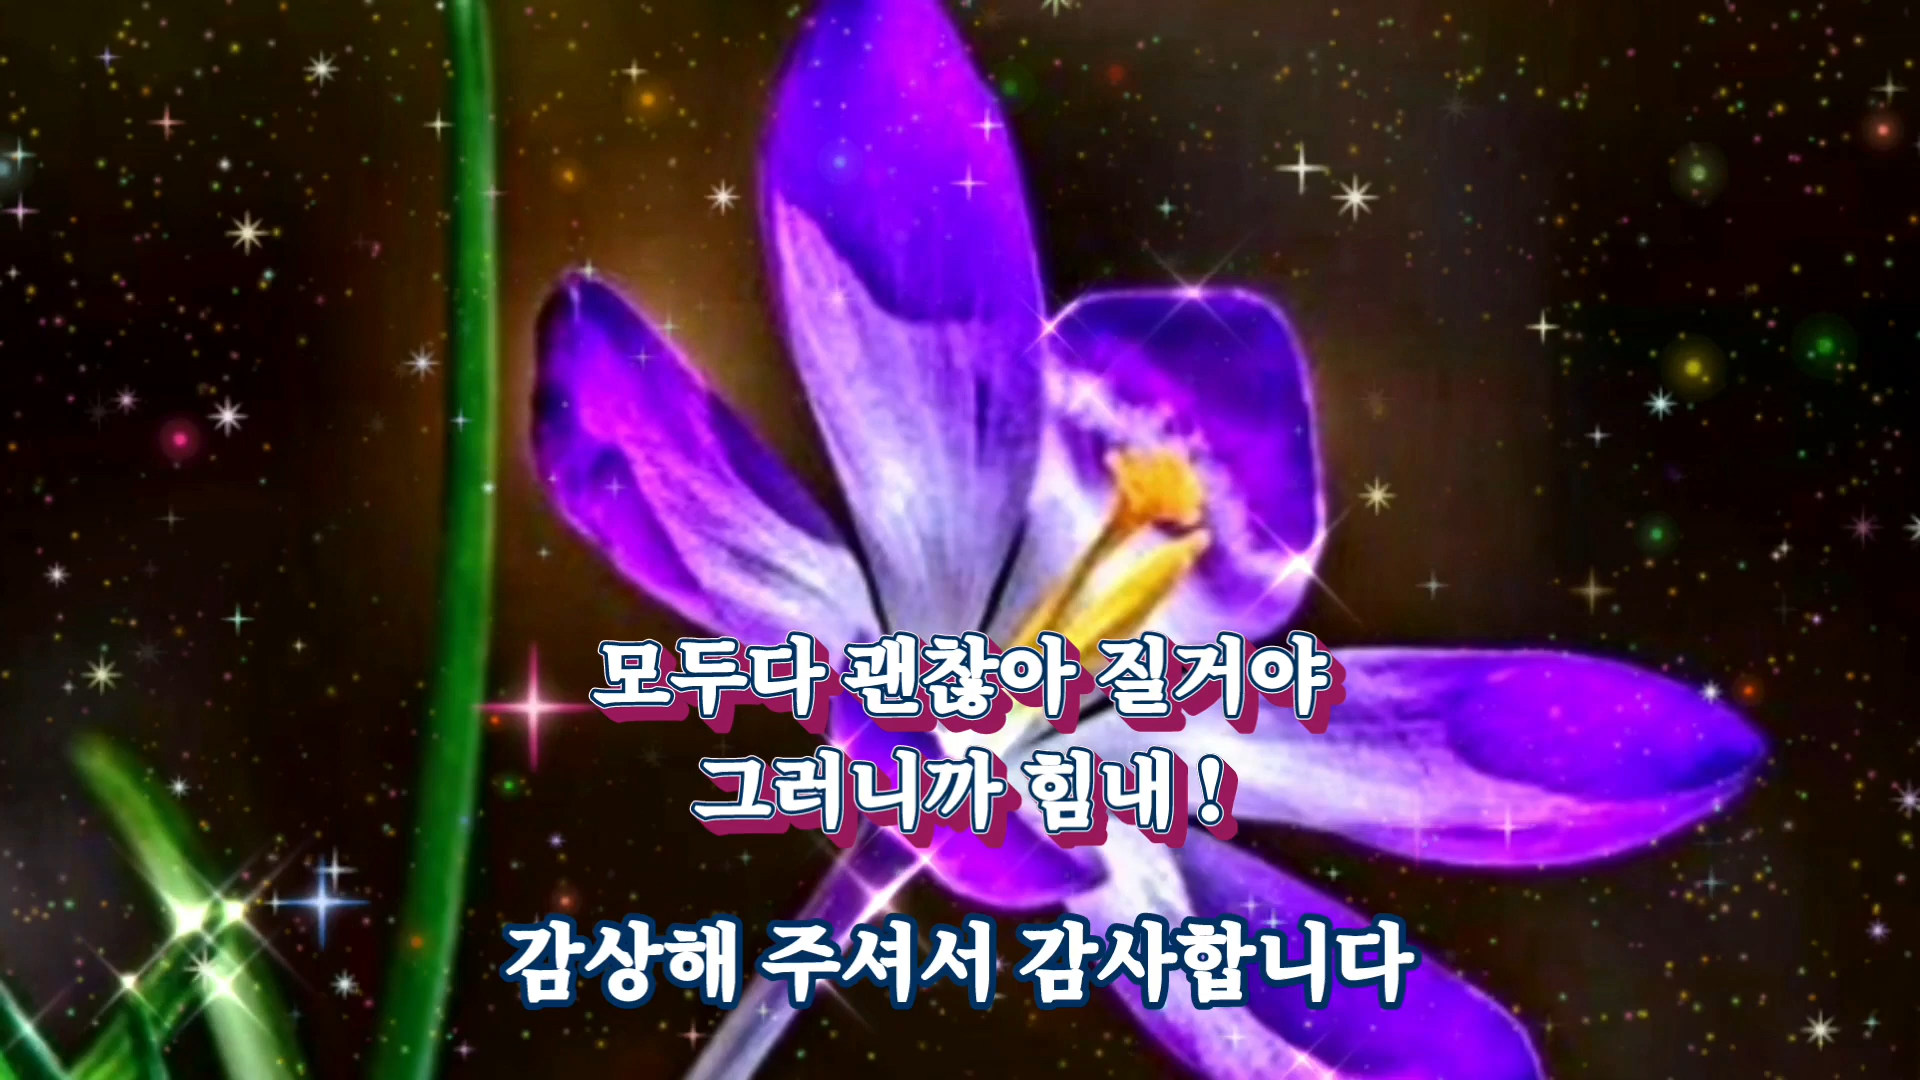 모두다 괜찮아 질거야
그러니까 힘내 !
감상해 주셔서 감사합니다